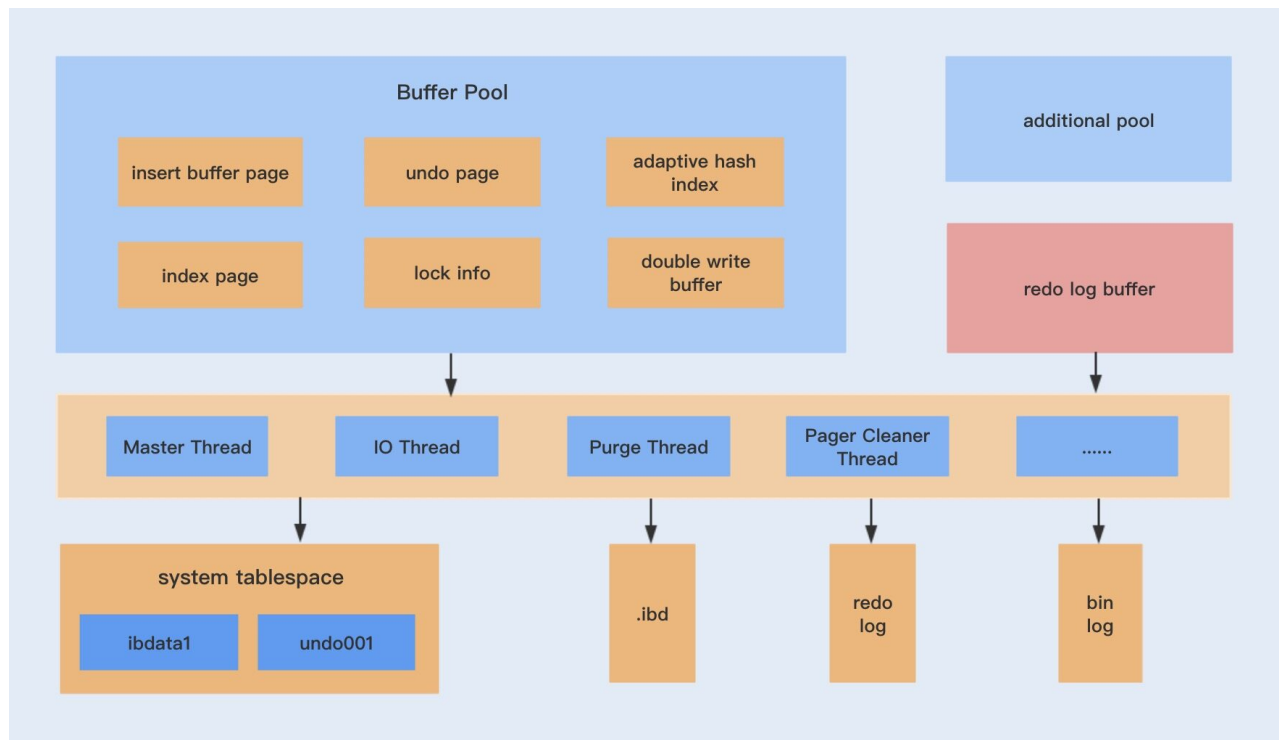 Buffer Pool
additional pool
insert buffer page
undo page
adaptive hash
index
index page
lock info
double write
buffer
redo log buffer
Master Thread
IO Thread
Purge Thread
Pager Cleaner
Thread
......
system tablespace
ibdata1
undo001
.ibd
redo
log
bin
log